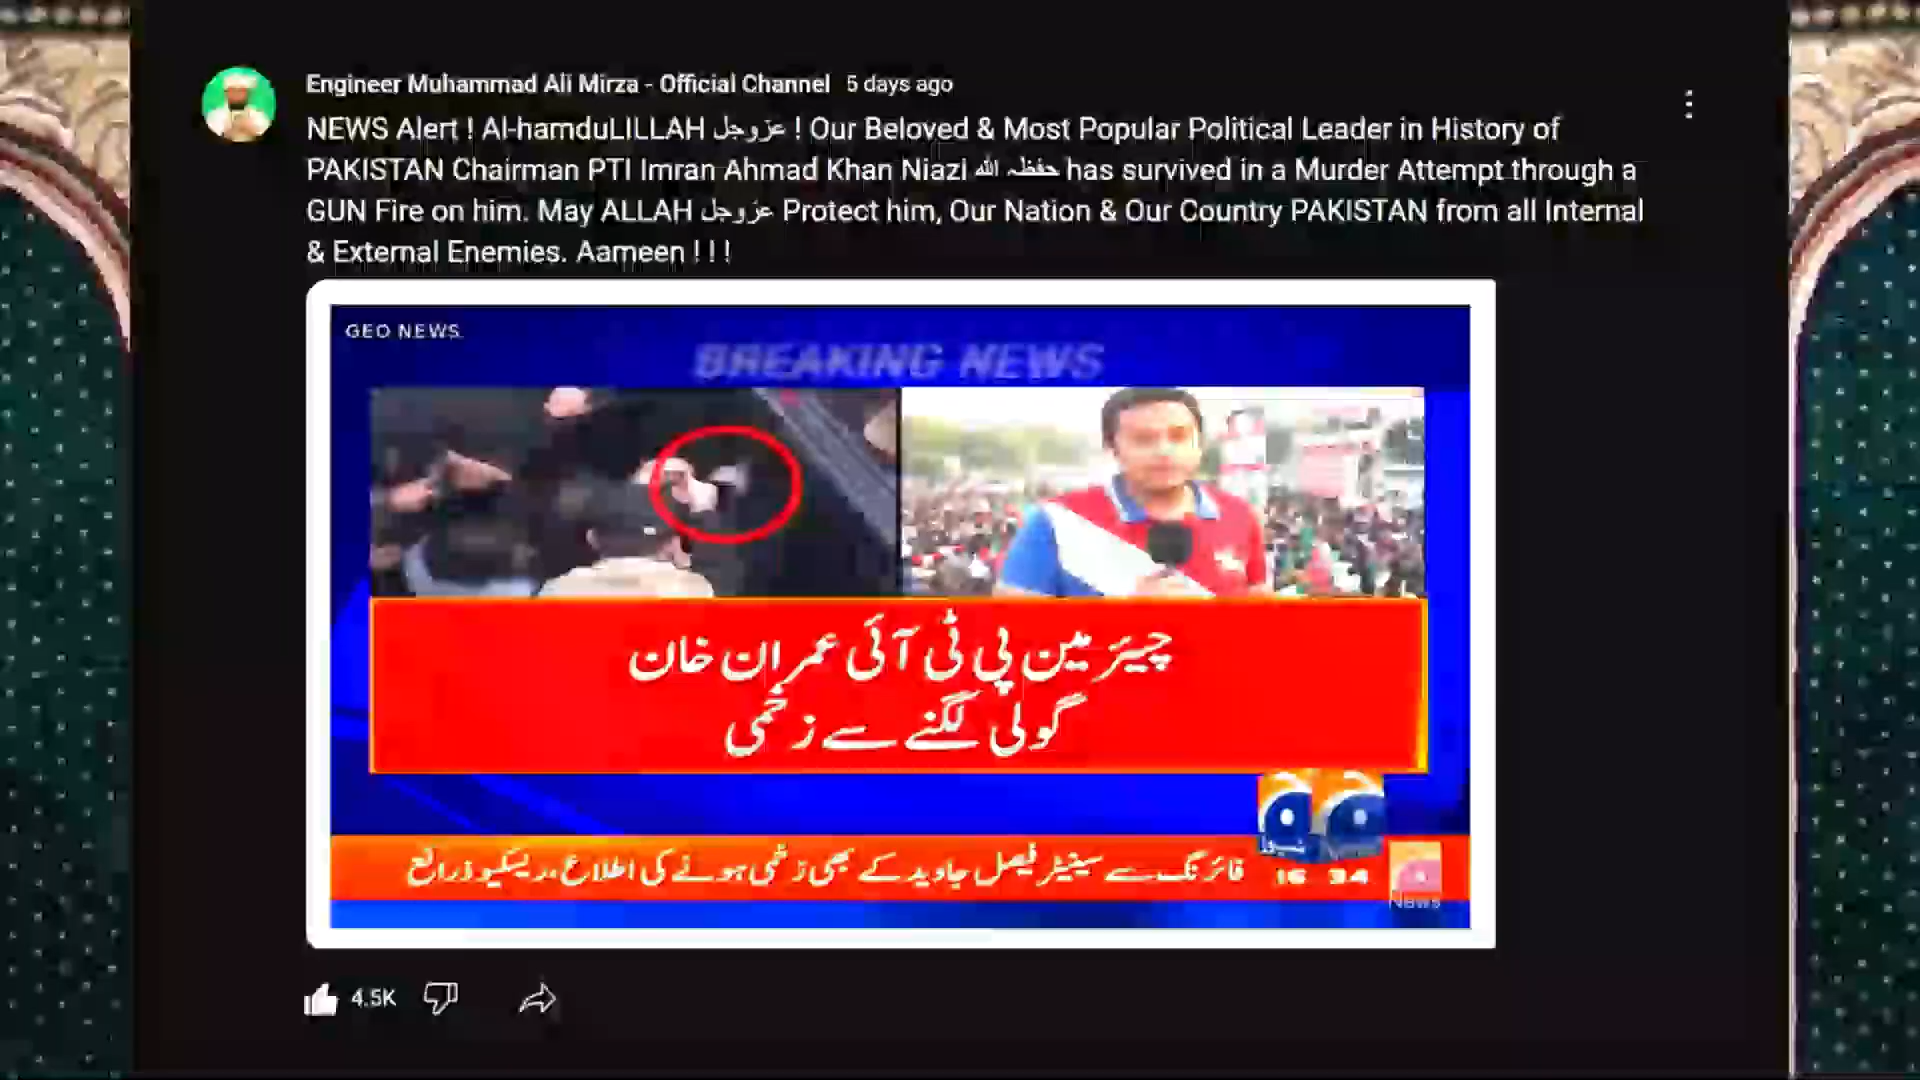 Engineer Muhammad Ali Mirza - Official Channel 5 days ago
NEWS Alert ! Al-hamduLILLAH عزوجل ! Our Beloved & Most Popular Political Leader in History of
PAKISTAN Chairman PTI Imran Ahmad Khan Niazi حفظہ اللہ has survived in a Murder Attempt through a
GUN Fire on him. May ALLAH عزوجل Protect him, Our Nation & Our Country PAKISTAN from all Internal
& External Enemies. Aameen ! ! !
GEO NEWS
BREAKING NEWS
چیئرمین پی ٹی آئی عمران خان
گولی لگنے سے زخمی
فائرنگ سے سینیٹر فیصل جاوید کے بھی زخمی ہونے کی اطلاع، ریسکیو ذرائع
16 34
News
4.5K